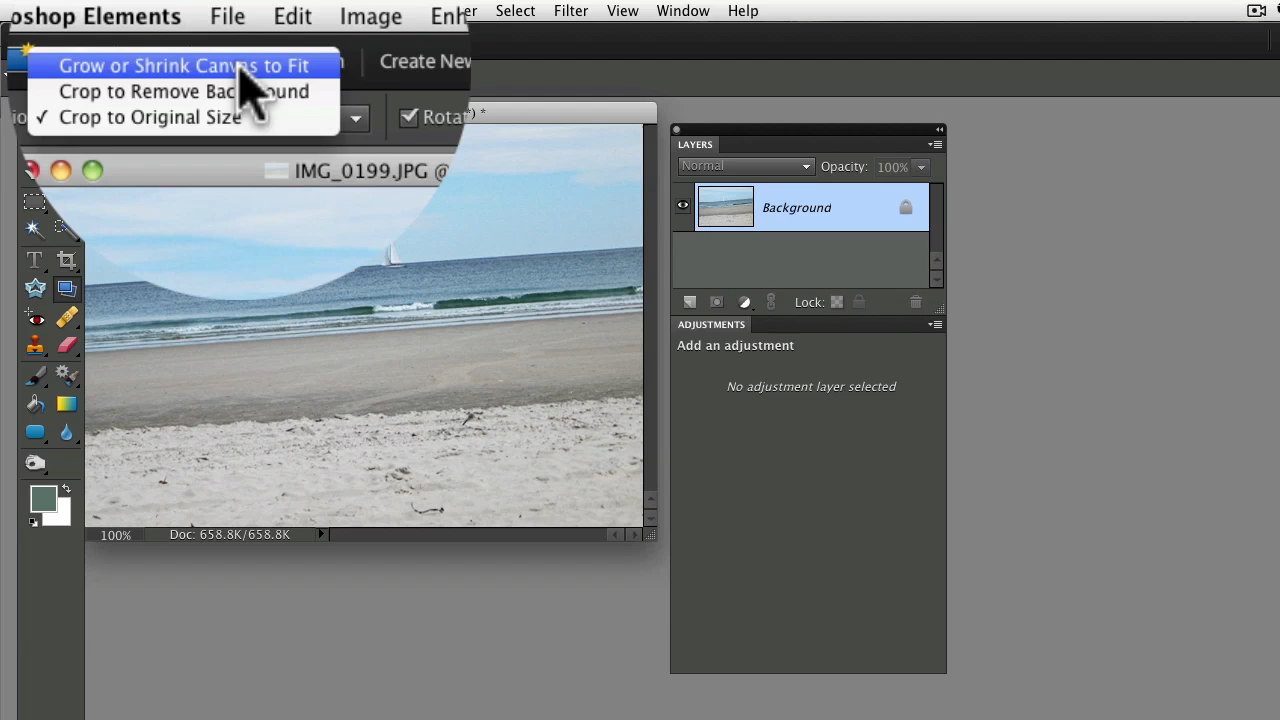 oshop Elements File Edit Image Enh er Select Filter View Window Help
Grow or Shrink Canvas to Fit
Create New
Crop to Remove Background
✓ Crop to Original Size
Rotat
) *
IMG_0199.JPG @
LAYERS
Normal Opacity: 100%
Background
Lock:
ADJUSTMENTS
Add an adjustment
No adjustment layer selected
T
100% Doc: 658.8K/658.8K